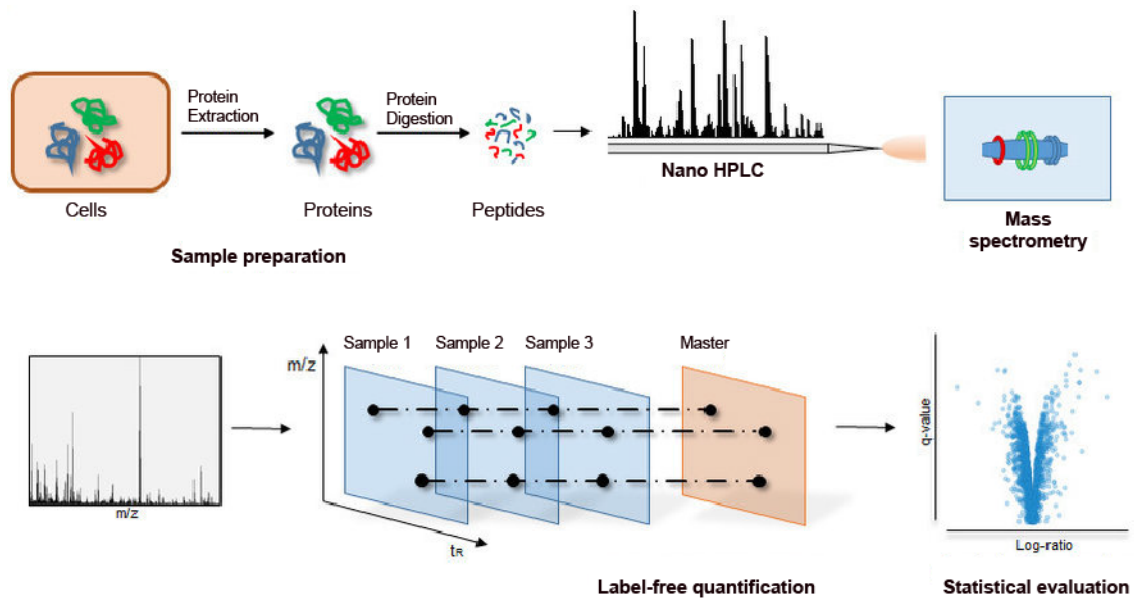 Protein
Extraction
Protein
Digestion
Nano HPLC
Cells
Proteins
Peptides
Mass
spectrometry
Sample preparation
Sample 1
Sample 2
Sample 3
Master
m/z
m/z
tR
q-value
Log-ratio
Label-free quantification
Statistical evaluation